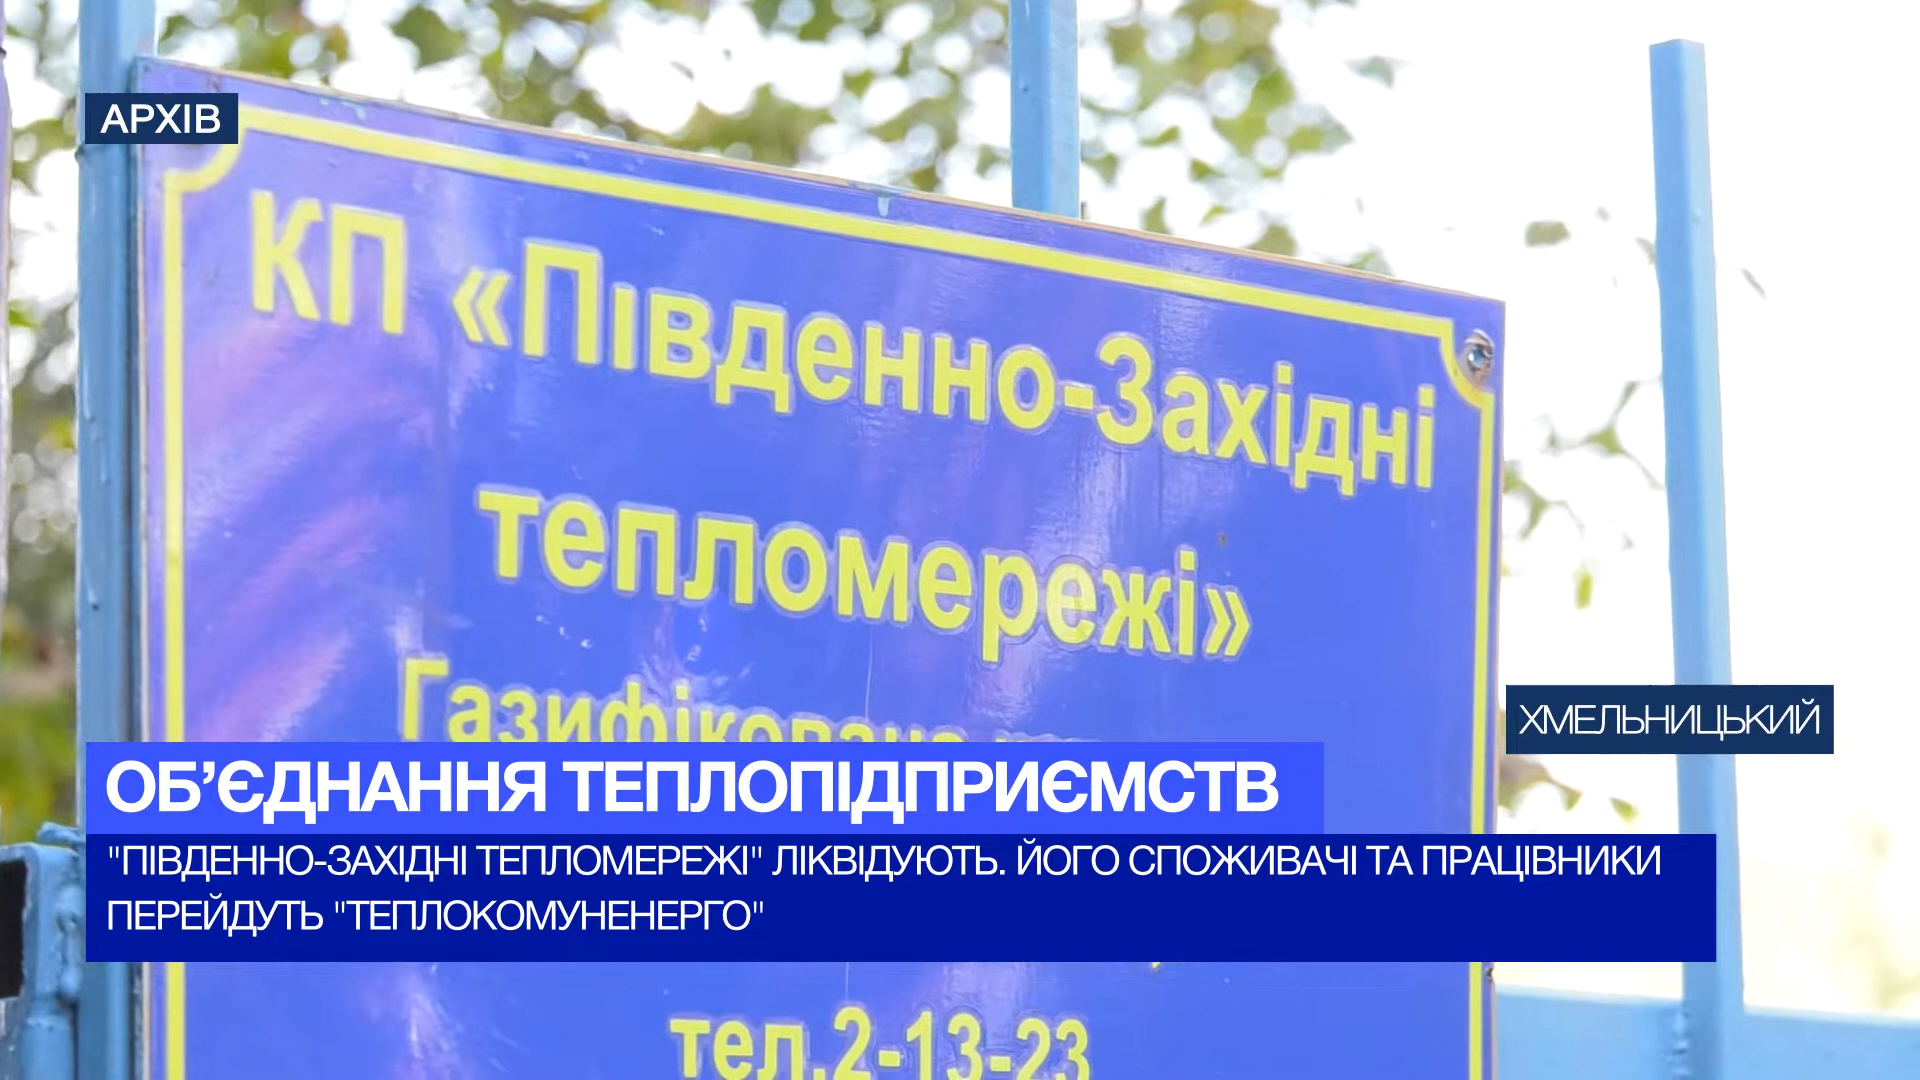 АРХІВ
КП «Південно-Західні
тепломережі»
Газифікована
ХМЕЛЬНИЦЬКИЙ
ОБ’ЄДНАННЯ ТЕПЛОПІДПРИЄМСТВ
"ПІВДЕННО-ЗАХІДНІ ТЕПЛОМЕРЕЖІ" ЛІКВІДУЮТЬ. ЙОГО СПОЖИВАЧІ ТА ПРАЦІВНИКИ
ПЕРЕЙДУТЬ "ТЕПЛОКОМУНЕНЕРГО"
тел.2-13-23